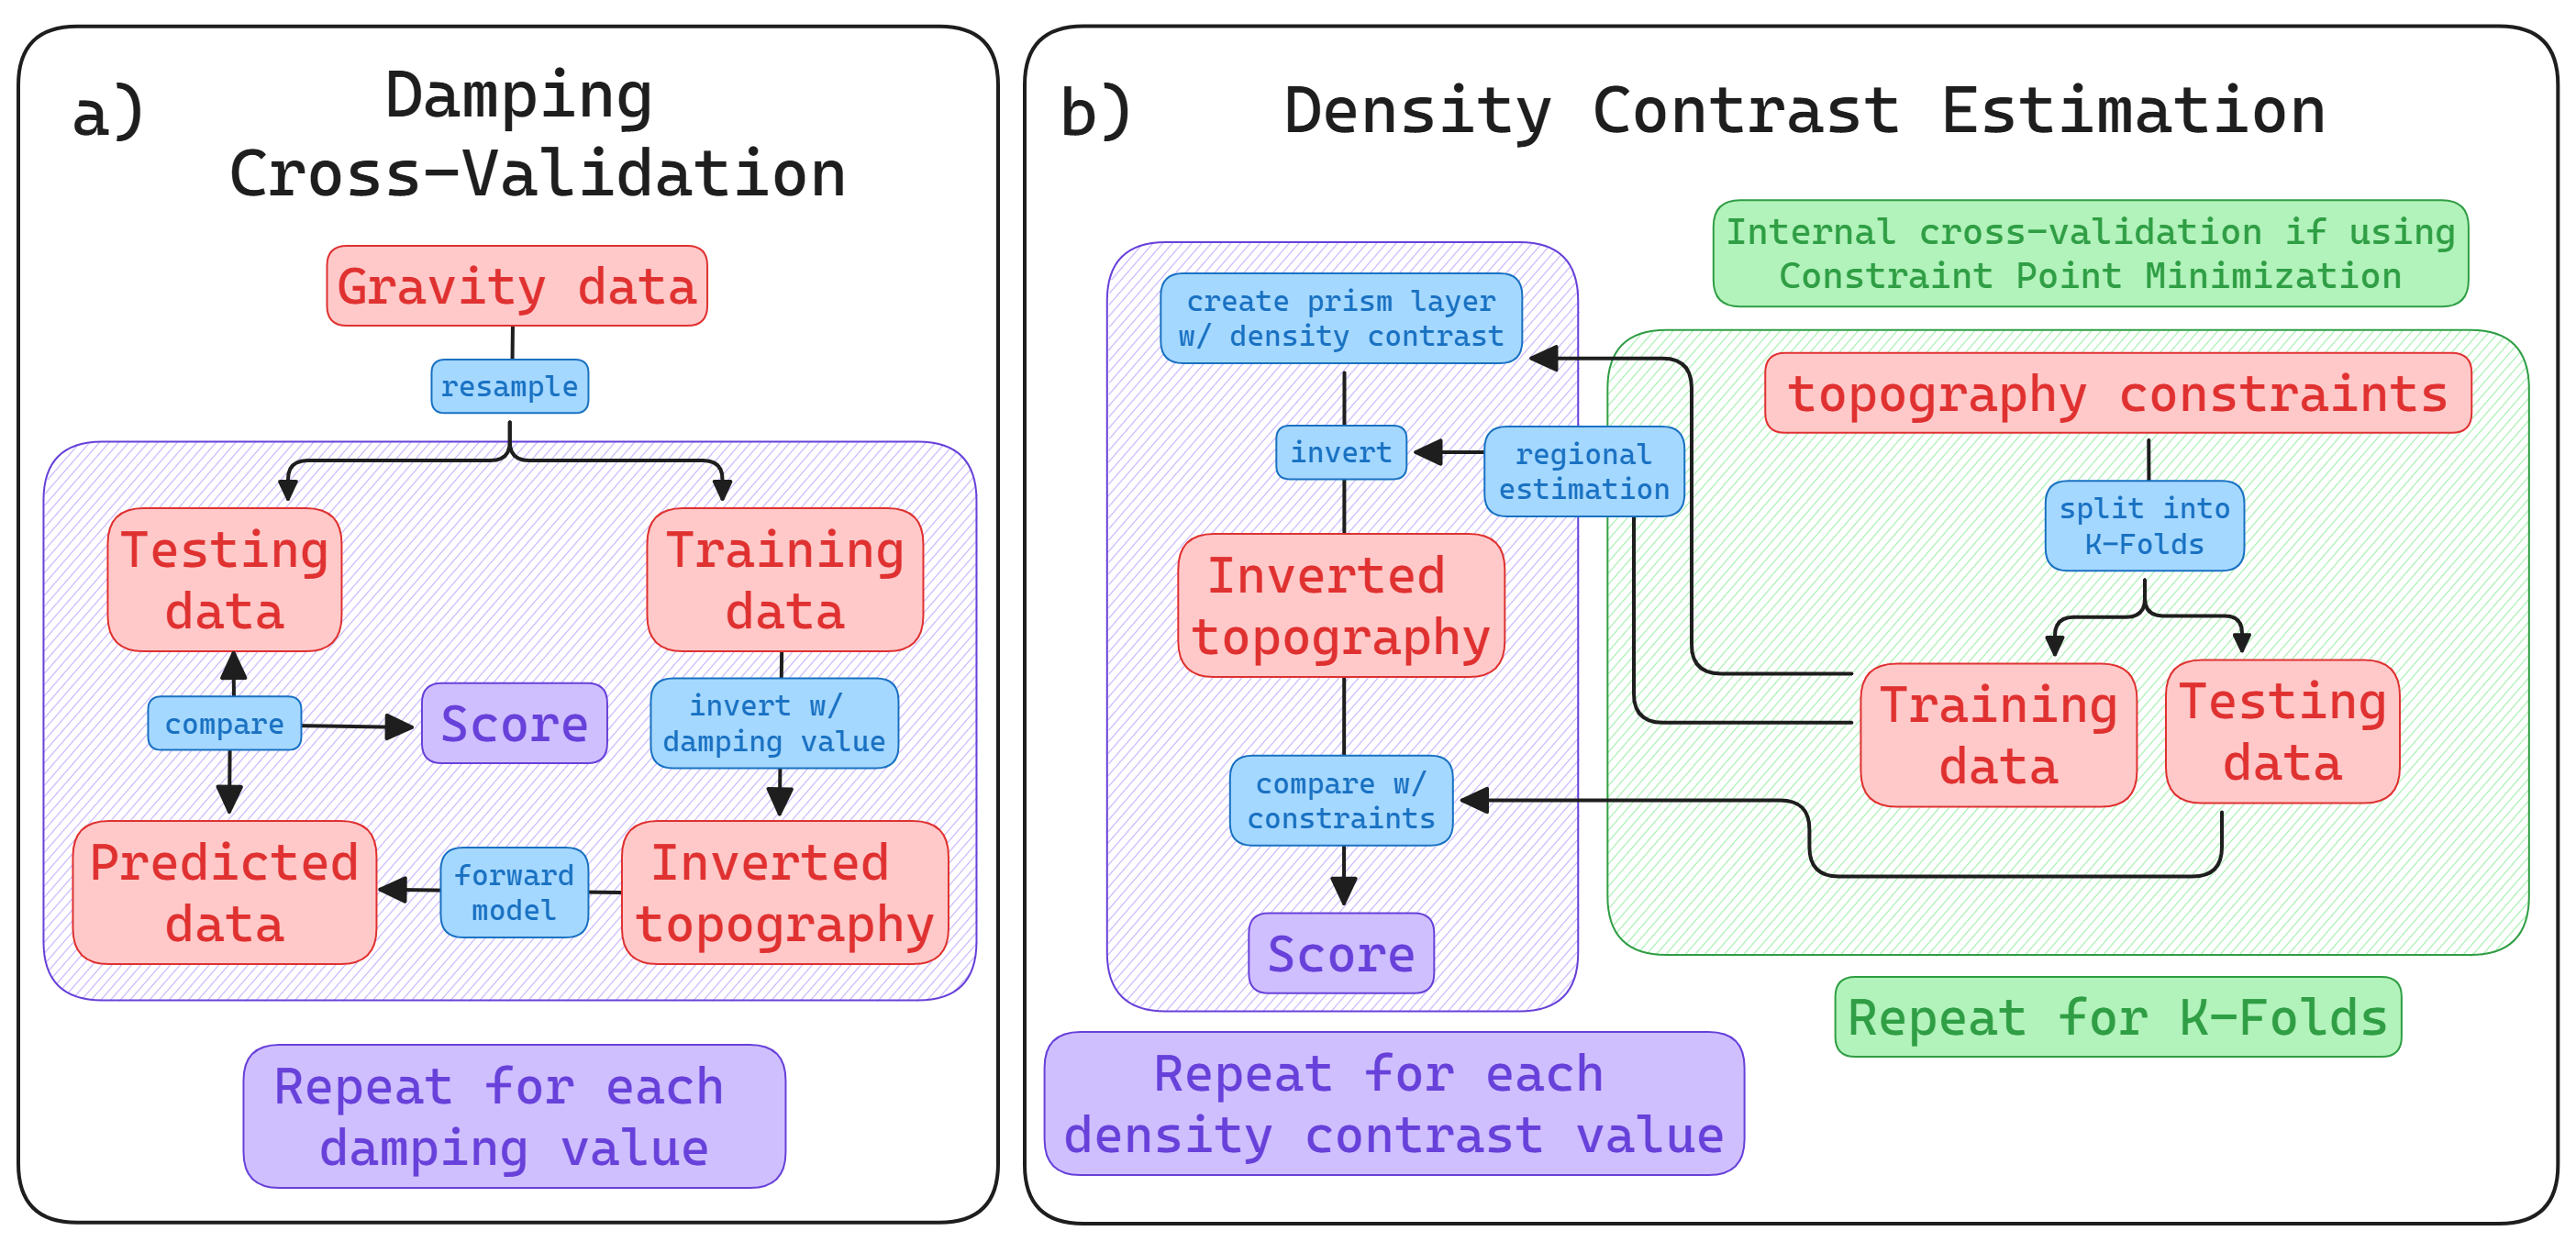 a)
Damping
Cross-Validation
Gravity data
resample
Testing
data
Training
data
compare
Score
invert w/
damping value
Predicted
data
forward
model
Inverted
topography
Repeat for each
damping value
b)
Density Contrast Estimation
Internal cross-validation if using
Constraint Point Minimization
create prism layer
w/ density contrast
topography constraints
invert
regional
estimation
split into
K-Folds
Inverted
topography
Training
data
Testing
data
compare w/
constraints
Score
Repeat for K-Folds
Repeat for each
density contrast value